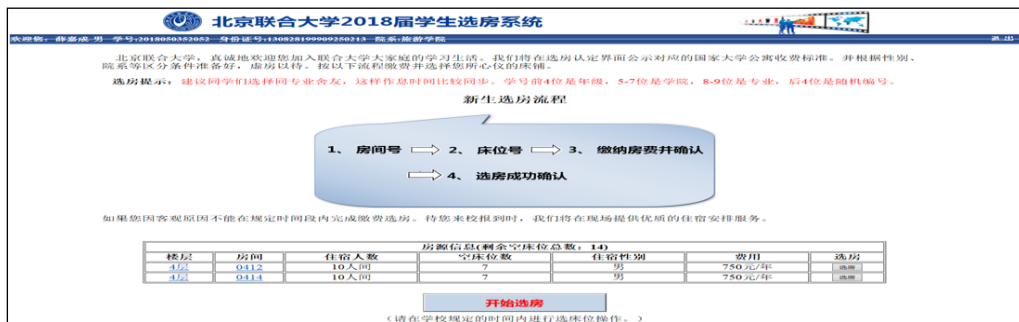 北京联合大学2018届学生选房系统
欢迎您: 薛嘉成-男 学号:2018050352052 身份证号:130828199909250213 院系:旅游学院 退出
北京联合大学, 真诚地欢迎您加入联合大学大家庭的学习生活。我们将在选房认定界面公示对应的国家大学公寓收费标准。并根据性别、
院系等区分条件准备好, 虚房以待。按以下流程缴费并选择您所心仪的床铺。
选房提示: 建议同学们选择同专业舍友, 这样作息时间比较同步。学号前4位是年级, 5-7位是学院, 8-9位是专业, 后4位是随机编号。
新生选房流程
1、 房间号 2、 床位号 3、 缴纳房费并确认
4、 选房成功确认
如果您因客观原因不能在规定时间段内完成缴费选房。待您来校报到时, 我们将在现场提供优质的住宿安排服务。
房源信息(剩余空床位总数: 14)
楼层 房间 住宿人数 空床位数 住宿性别 费用 选房
4层 0412 10人间 7 男 750元/年 选房
4层 0414 10人间 7 男 750元/年 选房
开始选房
(请在学校规定的时间内进行选床位操作。)